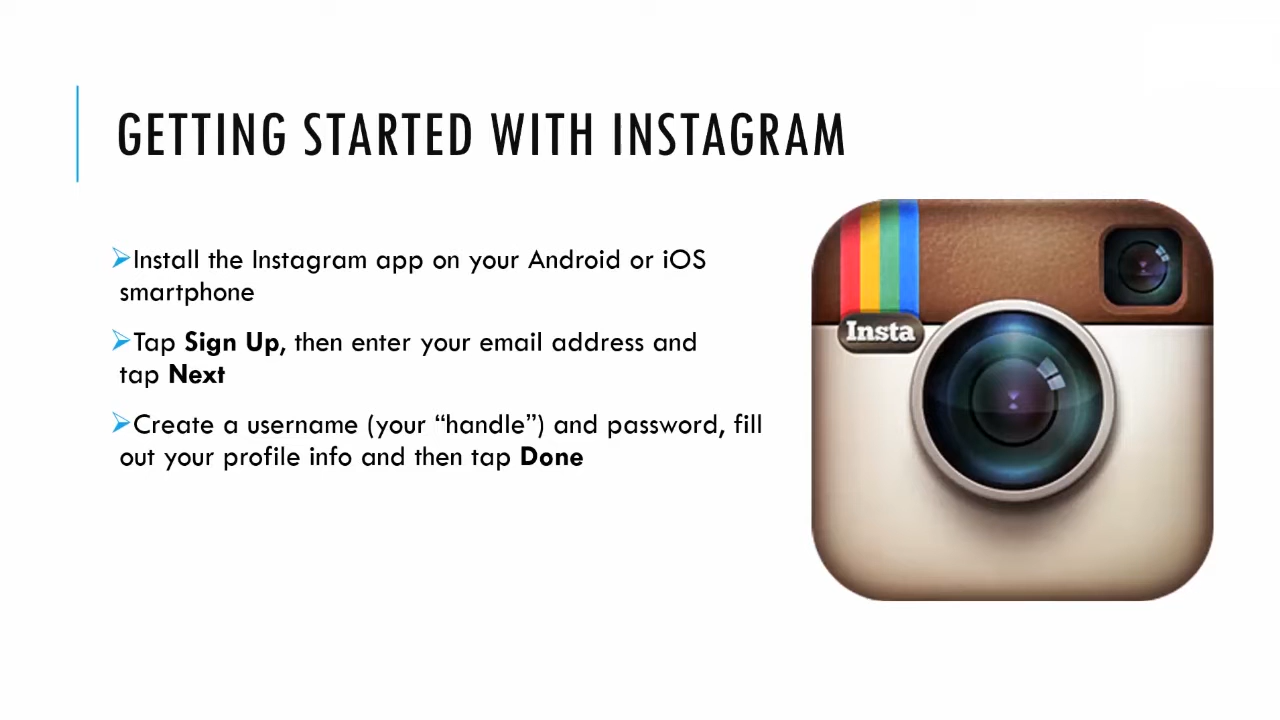 GETTING STARTED WITH INSTAGRAM
Install the Instagram app on your Android or iOS
smartphone
Tap Sign Up, then enter your email address and
tap Next
Create a username (your “handle”) and password, fill
out your profile info and then tap Done
Insta